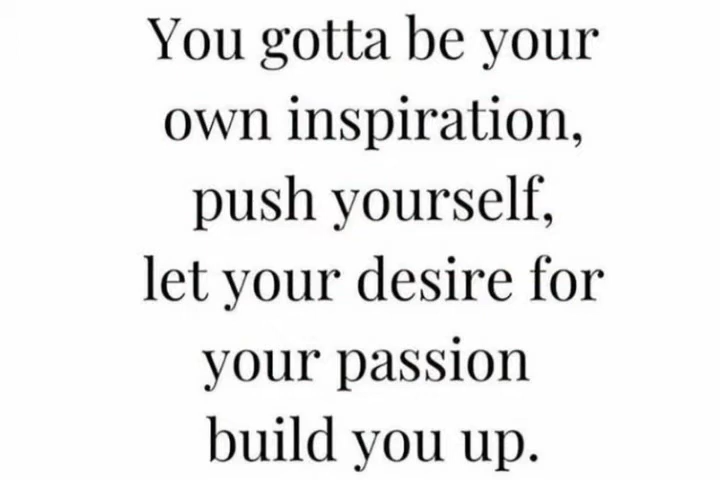 You gotta be your
own inspiration,
push yourself,
let your desire for
your passion
build you up.